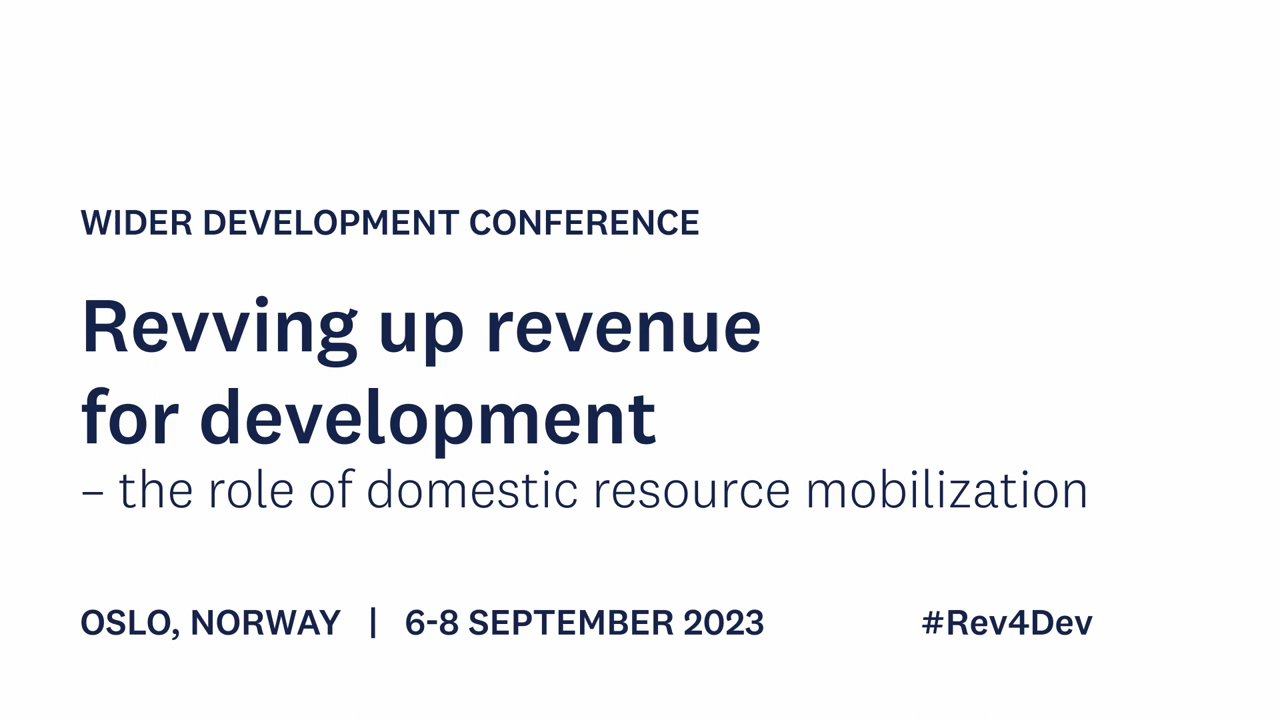 WIDER DEVELOPMENT CONFERENCE
Revving up revenue
for development
– the role of domestic resource mobilization
OSLO, NORWAY | 6-8 SEPTEMBER 2023 #Rev4Dev